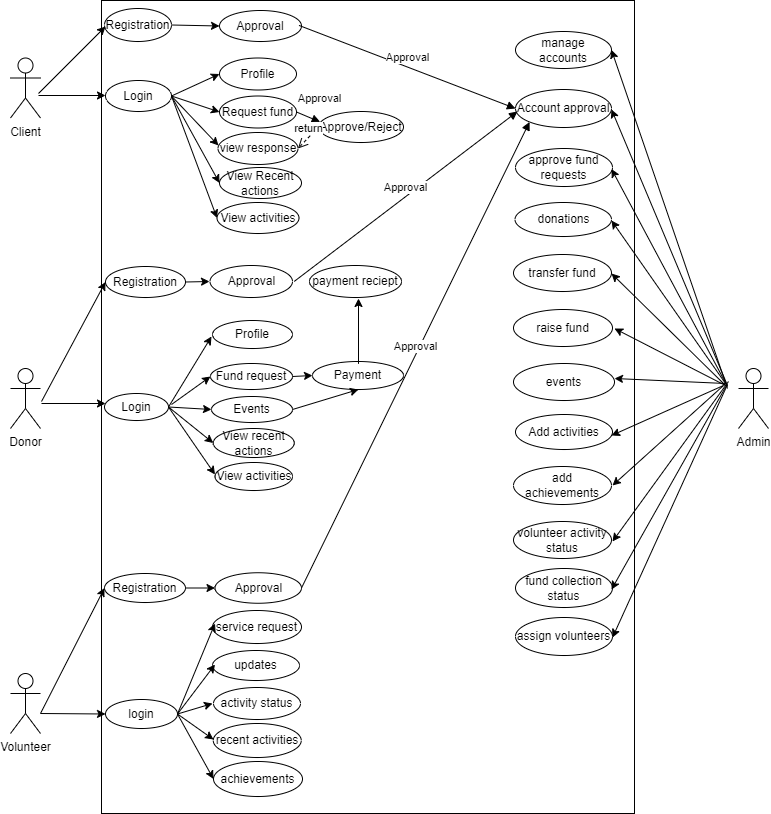 Registration
Approval
Approval
manage
accounts
Client
Login
Profile
Request fund
Approval
return
Approve/Reject
view response
View Recent
actions
View activities
Account approval
approve fund
requests
Approval
donations
Registration
Approval
payment reciept
transfer fund
Profile
raise fund
Approval
Donor
Login
Fund request
Payment
Events
View recent
actions
View activities
events
Add activities
add
achievements
Admin
volunteer activity
status
Registration
Approval
fund collection
status
service request
assign volunteers
Volunteer
login
updates
activity status
recent activities
achievements